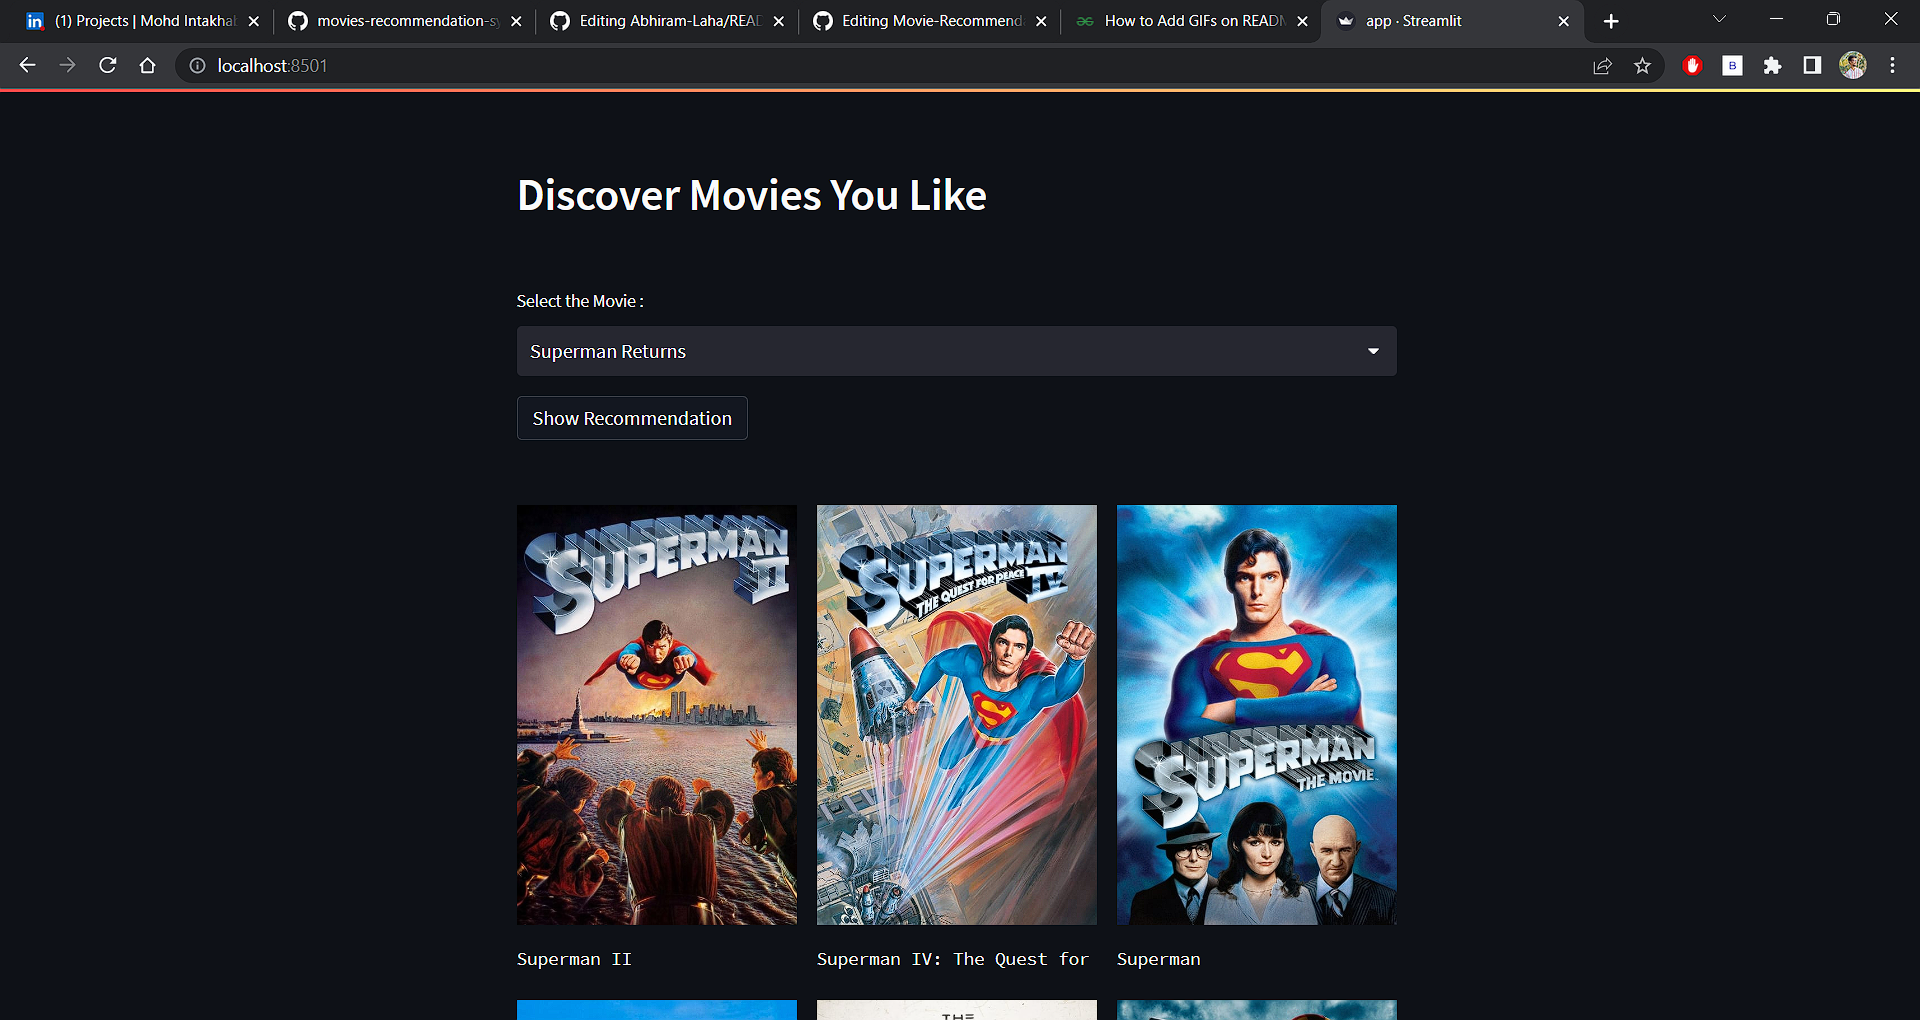 (1) Projects | Mohd Intakha
movies-recommendation-sy
Editing Abhiram-Laha/READ
Editing Movie-Recommend
How to Add GIFs on READM
app · Streamlit
localhost:8501
B
Discover Movies You Like
Select the Movie :
Superman Returns
Show Recommendation
SUPERMAN
II
SUPERMAN
THE QUEST FOR PEACE
IV
SUPERMAN
THE MOVIE
Superman II
Superman IV: The Quest for
Superman
THE